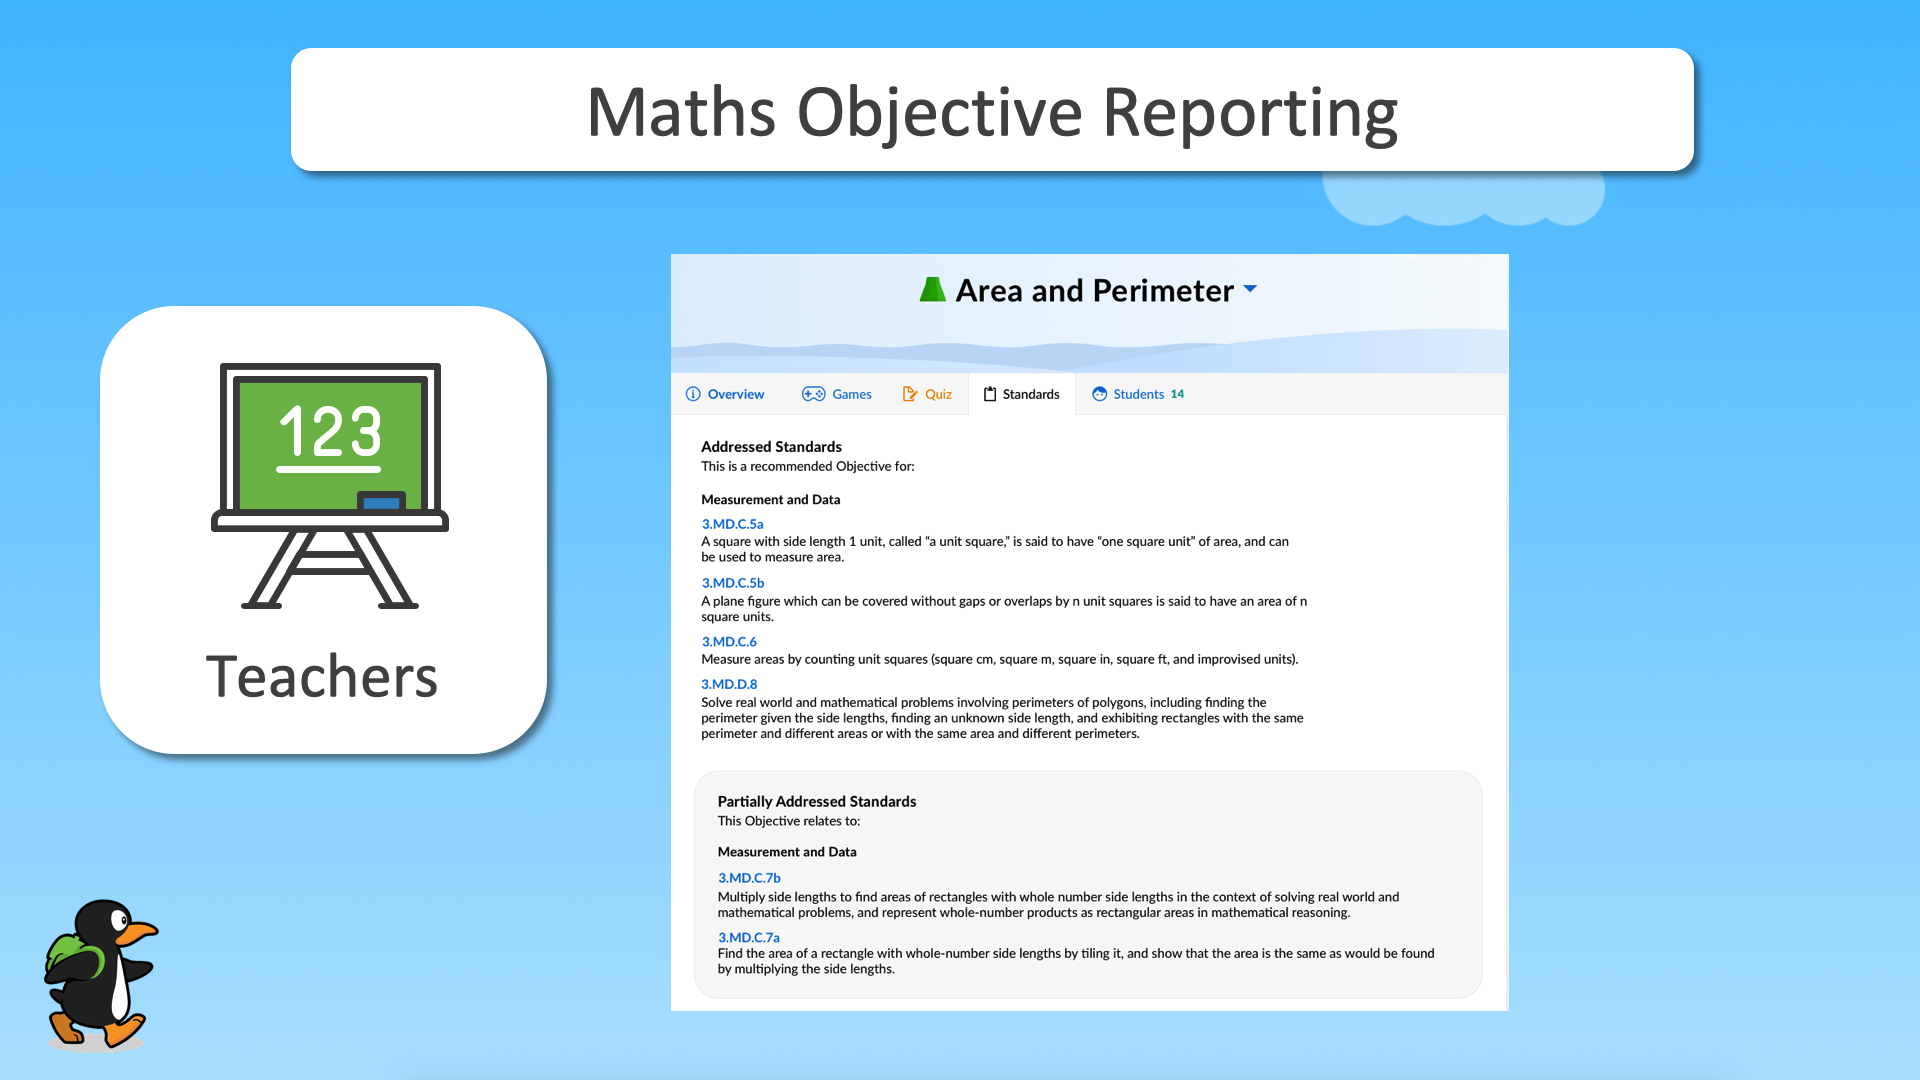 Maths Objective Reporting
123
Teachers
Area and Perimeter
Overview Games Quiz Standards Students 14
Addressed Standards
This is a recommended Objective for:
Measurement and Data
3.MD.C.5a
A square with side length 1 unit, called “a unit square,” is said to have “one square unit” of area, and can
be used to measure area.
3.MD.C.5b
A plane figure which can be covered without gaps or overlaps by n unit squares is said to have an area of n
square units.
3.MD.C.6
Measure areas by counting unit squares (square cm, square m, square in, square ft, and improvised units).
3.MD.D.8
Solve real world and mathematical problems involving perimeters of polygons, including finding the
perimeter given the side lengths, finding an unknown side length, and exhibiting rectangles with the same
perimeter and different areas or with the same area and different perimeters.
Partially Addressed Standards
This Objective relates to:
Measurement and Data
3.MD.C.7b
Multiply side lengths to find areas of rectangles with whole number side lengths in the context of solving real world and
mathematical problems, and represent whole-number products as rectangular areas in mathematical reasoning.
3.MD.C.7a
Find the area of a rectangle with whole-number side lengths by tiling it, and show that the area is the same as would be found
by multiplying the side lengths.